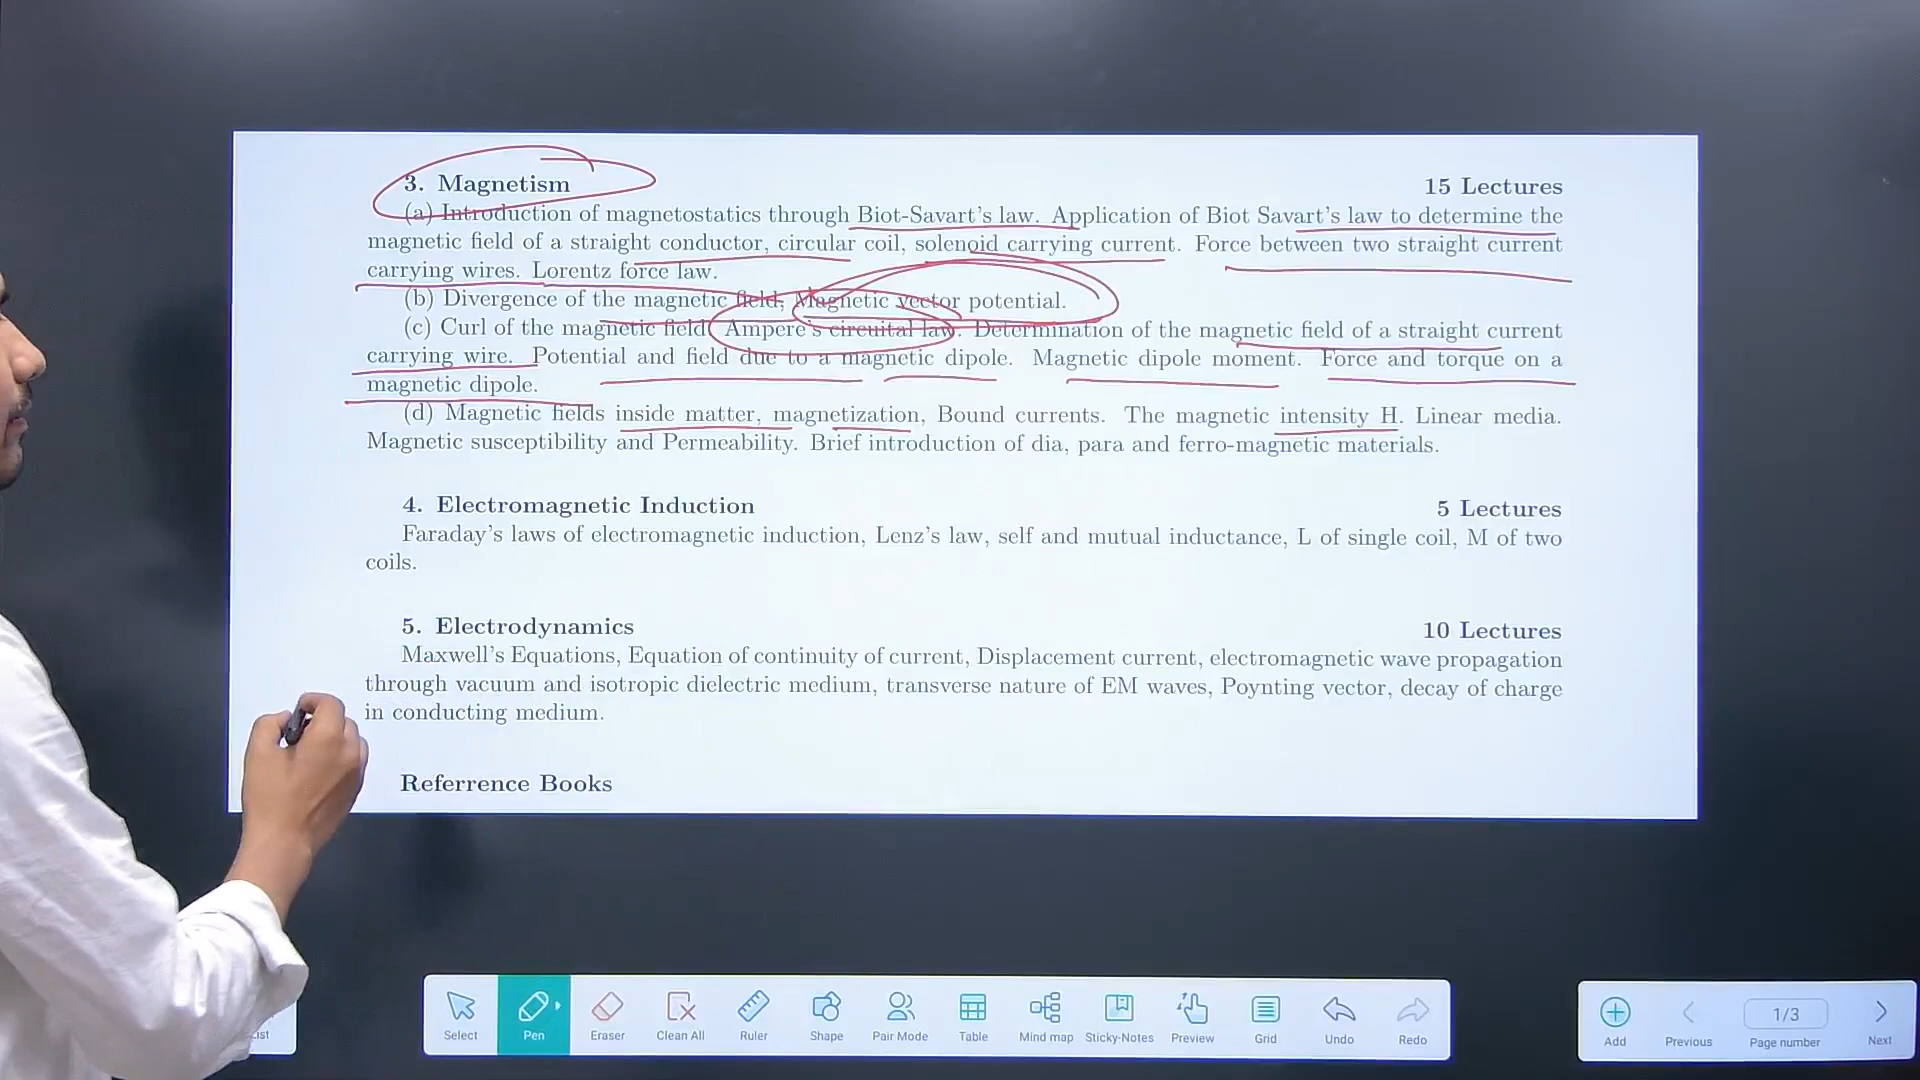 3. Magnetism 15 Lectures
(a) Introduction of magnetostatics through Biot-Savart's law. Application of Biot Savart's law to determine the
magnetic field of a straight conductor, circular coil, solenoid carrying current. Force between two straight current
carrying wires. Lorentz force law.
(b) Divergence of the magnetic field, Magnetic vector potential.
(c) Curl of the magnetic field. Ampere's circuital law. Determination of the magnetic field of a straight current
carrying wire. Potential and field due to a magnetic dipole. Magnetic dipole moment. Force and torque on a
magnetic dipole.
(d) Magnetic fields inside matter, magnetization, Bound currents. The magnetic intensity H. Linear media.
Magnetic susceptibility and Permeability. Brief introduction of dia, para and ferro-magnetic materials.
4. Electromagnetic Induction 5 Lectures
Faraday's laws of electromagnetic induction, Lenz's law, self and mutual inductance, L of single coil, M of two
coils.
5. Electrodynamics 10 Lectures
Maxwell's Equations, Equation of continuity of current, Displacement current, electromagnetic wave propagation
through vacuum and isotropic dielectric medium, transverse nature of EM waves, Poynting vector, decay of charge
in conducting medium.
Referrence Books
Select Pen Eraser Clean All Ruler Shape Pair Mode Table Mind map Sticky-Notes Preview Grid Undo Redo
Add Previous 1/3 Page number Next